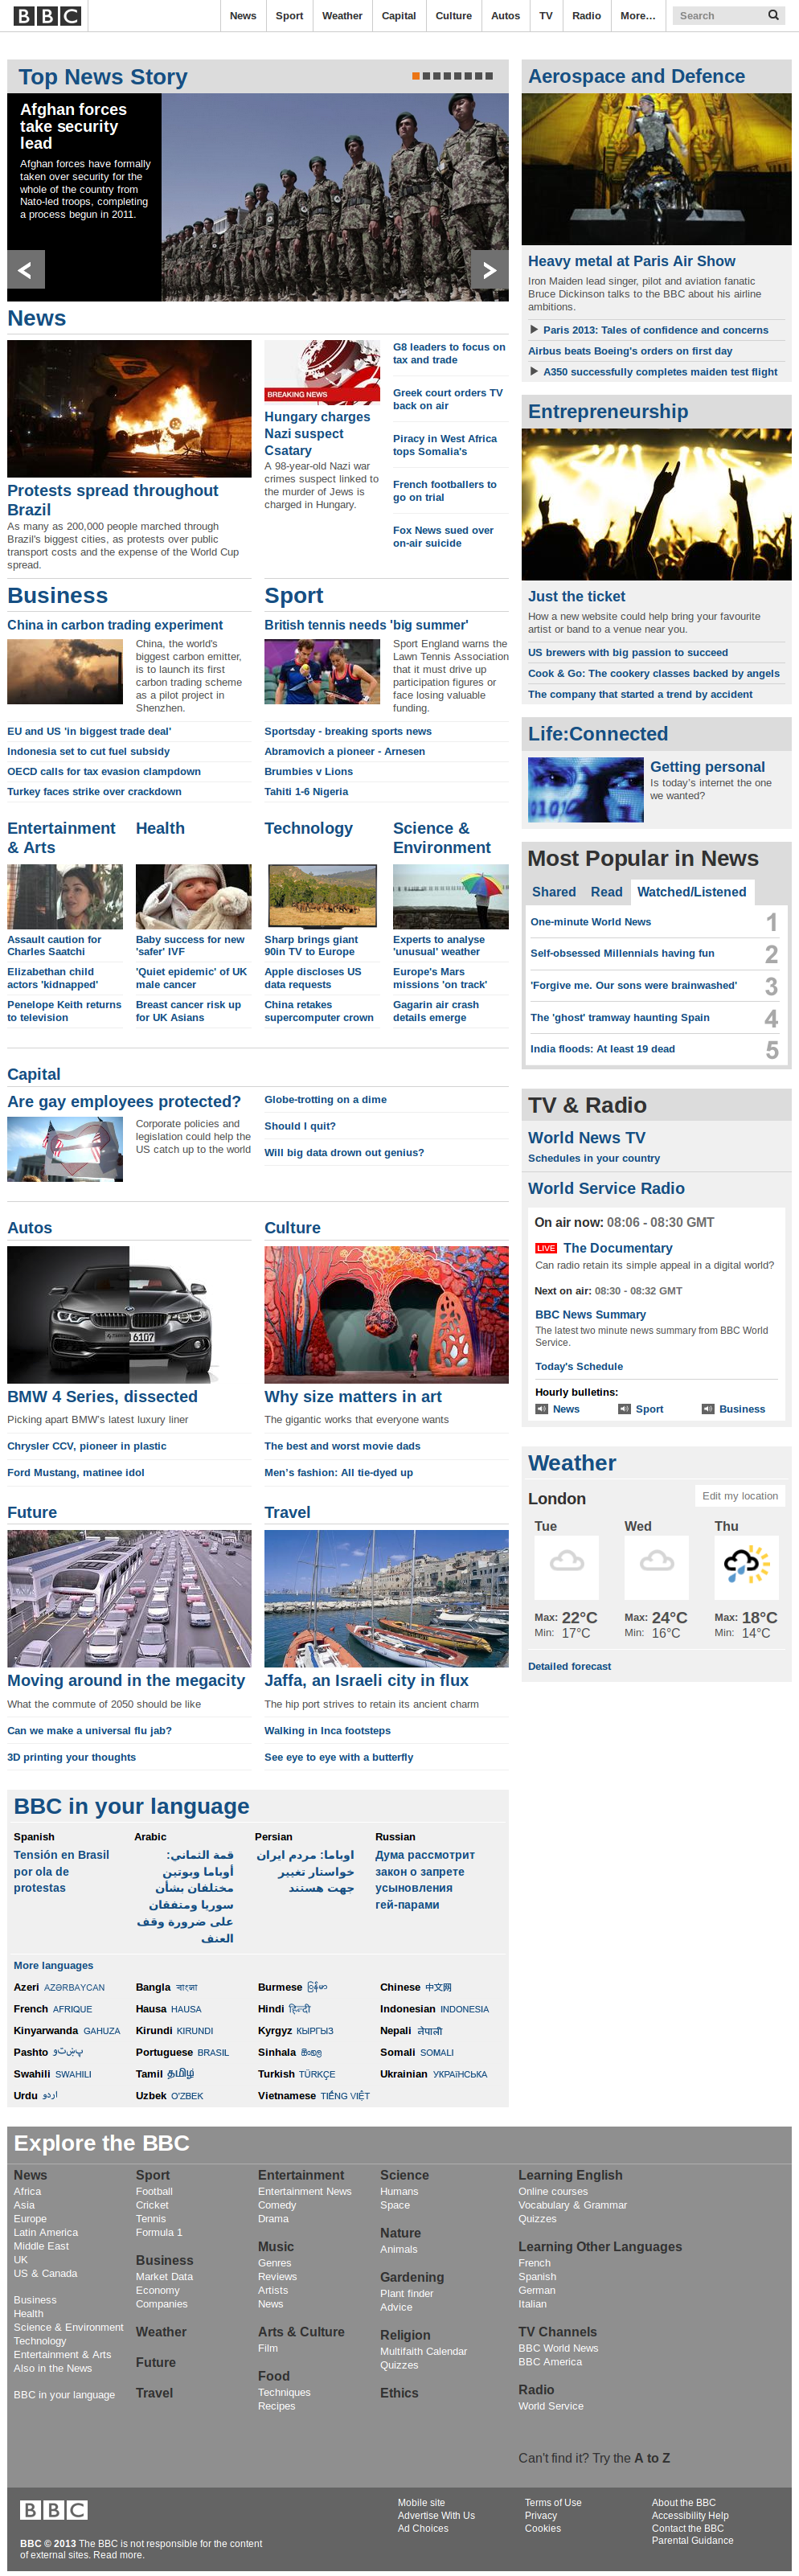 BBC
News
Sport
Weather
Capital
Culture
Autos
TV
Radio
More…
Search
Top News Story
Afghan forces
take security
lead
Afghan forces have formally
taken over security for the
whole of the country from
Nato-led troops, completing
a process begun in 2011.
News
Protests spread throughout
Brazil
As many as 200,000 people marched through
Brazil's biggest cities, as protests over public
transport costs and the expense of the World Cup
spread.
BREAKING NEWS
Hungary charges
Nazi suspect
Csatary
A 98-year-old Nazi war
crimes suspect linked to
the murder of Jews is
charged in Hungary.
G8 leaders to focus on
tax and trade
Greek court orders TV
back on air
Piracy in West Africa
tops Somalia's
French footballers to
go on trial
Fox News sued over
on-air suicide
Business
China in carbon trading experiment
China, the world's
biggest carbon emitter,
is to launch its first
carbon trading scheme
as a pilot project in
Shenzhen.
EU and US 'in biggest trade deal'
Indonesia set to cut fuel subsidy
OECD calls for tax evasion clampdown
Turkey faces strike over crackdown
Sport
British tennis needs 'big summer'
Sport England warns the
Lawn Tennis Association
that it must drive up
participation figures or
face losing valuable
funding.
Sportsday - breaking sports news
Abramovich a pioneer - Arnesen
Brumbies v Lions
Tahiti 1-6 Nigeria
Entertainment
& Arts
Assault caution for
Charles Saatchi
Elizabethan child
actors 'kidnapped'
Penelope Keith returns
to television
Health
Baby success for new
'safer' IVF
'Quiet epidemic' of UK
male cancer
Breast cancer risk up
for UK Asians
Technology
Sharp brings giant
90in TV to Europe
Apple discloses US
data requests
China retakes
supercomputer crown
Science &
Environment
Experts to analyse
'unusual' weather
Europe's Mars
missions 'on track'
Gagarin air crash
details emerge
Capital
Are gay employees protected?
Corporate policies and
legislation could help the
US catch up to the world
Globe-trotting on a dime
Should I quit?
Will big data drown out genius?
Autos
6107
BMW 4 Series, dissected
Picking apart BMW's latest luxury liner
Chrysler CCV, pioneer in plastic
Ford Mustang, matinee idol
Culture
Why size matters in art
The gigantic works that everyone wants
The best and worst movie dads
Men's fashion: All tie-dyed up
Future
Moving around in the megacity
What the commute of 2050 should be like
Can we make a universal flu jab?
3D printing your thoughts
Travel
Jaffa, an Israeli city in flux
The hip port strives to retain its ancient charm
Walking in Inca footsteps
See eye to eye with a butterfly
BBC in your language
Spanish
Tensión en Brasil
por ola de
protestas
Arabic
قمة الثماني:
أوباما وبوتين
مختلفان بشأن
سوريا ومتفقان
على ضرورة وقف
العنف
Persian
اوباما: مردم ایران
خواستار تغییر
جهت هستند
Russian
Дума рассмотрит
закон о запрете
усыновления
гей-парами
More languages
Azeri AZƏRBAYCAN
Bangla বাংলা
Burmese မြန်မာ
Chinese 中文网
French AFRIQUE
Hausa HAUSA
Hindi हिन्दी
Indonesian INDONESIA
Kinyarwanda GAHUZA
Kirundi KIRUNDI
Kyrgyz КЫРГЫЗ
Nepali नेपाली
Pashto پښتو
Portuguese BRASIL
Sinhala සිංහල
Somali SOMALI
Swahili SWAHILI
Tamil தமிழ்
Turkish TÜRKÇE
Ukrainian УКРАЇНСЬКА
Urdu اردو
Uzbek O'ZBEK
Vietnamese TIẾNG VIỆT
Aerospace and Defence
Heavy metal at Paris Air Show
Iron Maiden lead singer, pilot and aviation fanatic
Bruce Dickinson talks to the BBC about his airline
ambitions.
Paris 2013: Tales of confidence and concerns
Airbus beats Boeing's orders on first day
A350 successfully completes maiden test flight
Entrepreneurship
Just the ticket
How a new website could help bring your favourite
artist or band to a venue near you.
US brewers with big passion to succeed
Cook & Go: The cookery classes backed by angels
The company that started a trend by accident
Life:Connected
Getting personal
Is today's internet the one
we wanted?
Most Popular in News
Shared
Read
Watched/Listened
One-minute World News 1
Self-obsessed Millennials having fun 2
'Forgive me. Our sons were brainwashed' 3
The 'ghost' tramway haunting Spain 4
India floods: At least 19 dead 5
TV & Radio
World News TV
Schedules in your country
World Service Radio
On air now: 08:06 - 08:30 GMT
LIVE The Documentary
Can radio retain its simple appeal in a digital world?
Next on air: 08:30 - 08:32 GMT
BBC News Summary
The latest two minute news summary from BBC World
Service.
Today's Schedule
Hourly bulletins:
News
Sport
Business
Weather
London
Edit my location
Tue
Wed
Thu
Max: 22°C
Min: 17°C
Max: 24°C
Min: 16°C
Max: 18°C
Min: 14°C
Detailed forecast
Explore the BBC
News
Africa
Asia
Europe
Latin America
Middle East
UK
US & Canada
Business
Health
Science & Environment
Technology
Entertainment & Arts
Also in the News
BBC in your language
Sport
Football
Cricket
Tennis
Formula 1
Business
Market Data
Economy
Companies
Weather
Future
Travel
Entertainment
Entertainment News
Comedy
Drama
Music
Genres
Reviews
Artists
News
Arts & Culture
Film
Food
Techniques
Recipes
Science
Humans
Space
Nature
Animals
Gardening
Plant finder
Advice
Religion
Multifaith Calendar
Quizzes
Ethics
Learning English
Online courses
Vocabulary & Grammar
Quizzes
Learning Other Languages
French
Spanish
German
Italian
TV Channels
BBC World News
BBC America
Radio
World Service
Can't find it? Try the A to Z
BBC
BBC © 2013 The BBC is not responsible for the content
of external sites. Read more.
Mobile site
Advertise With Us
Ad Choices
Terms of Use
Privacy
Cookies
About the BBC
Accessibility Help
Contact the BBC
Parental Guidance